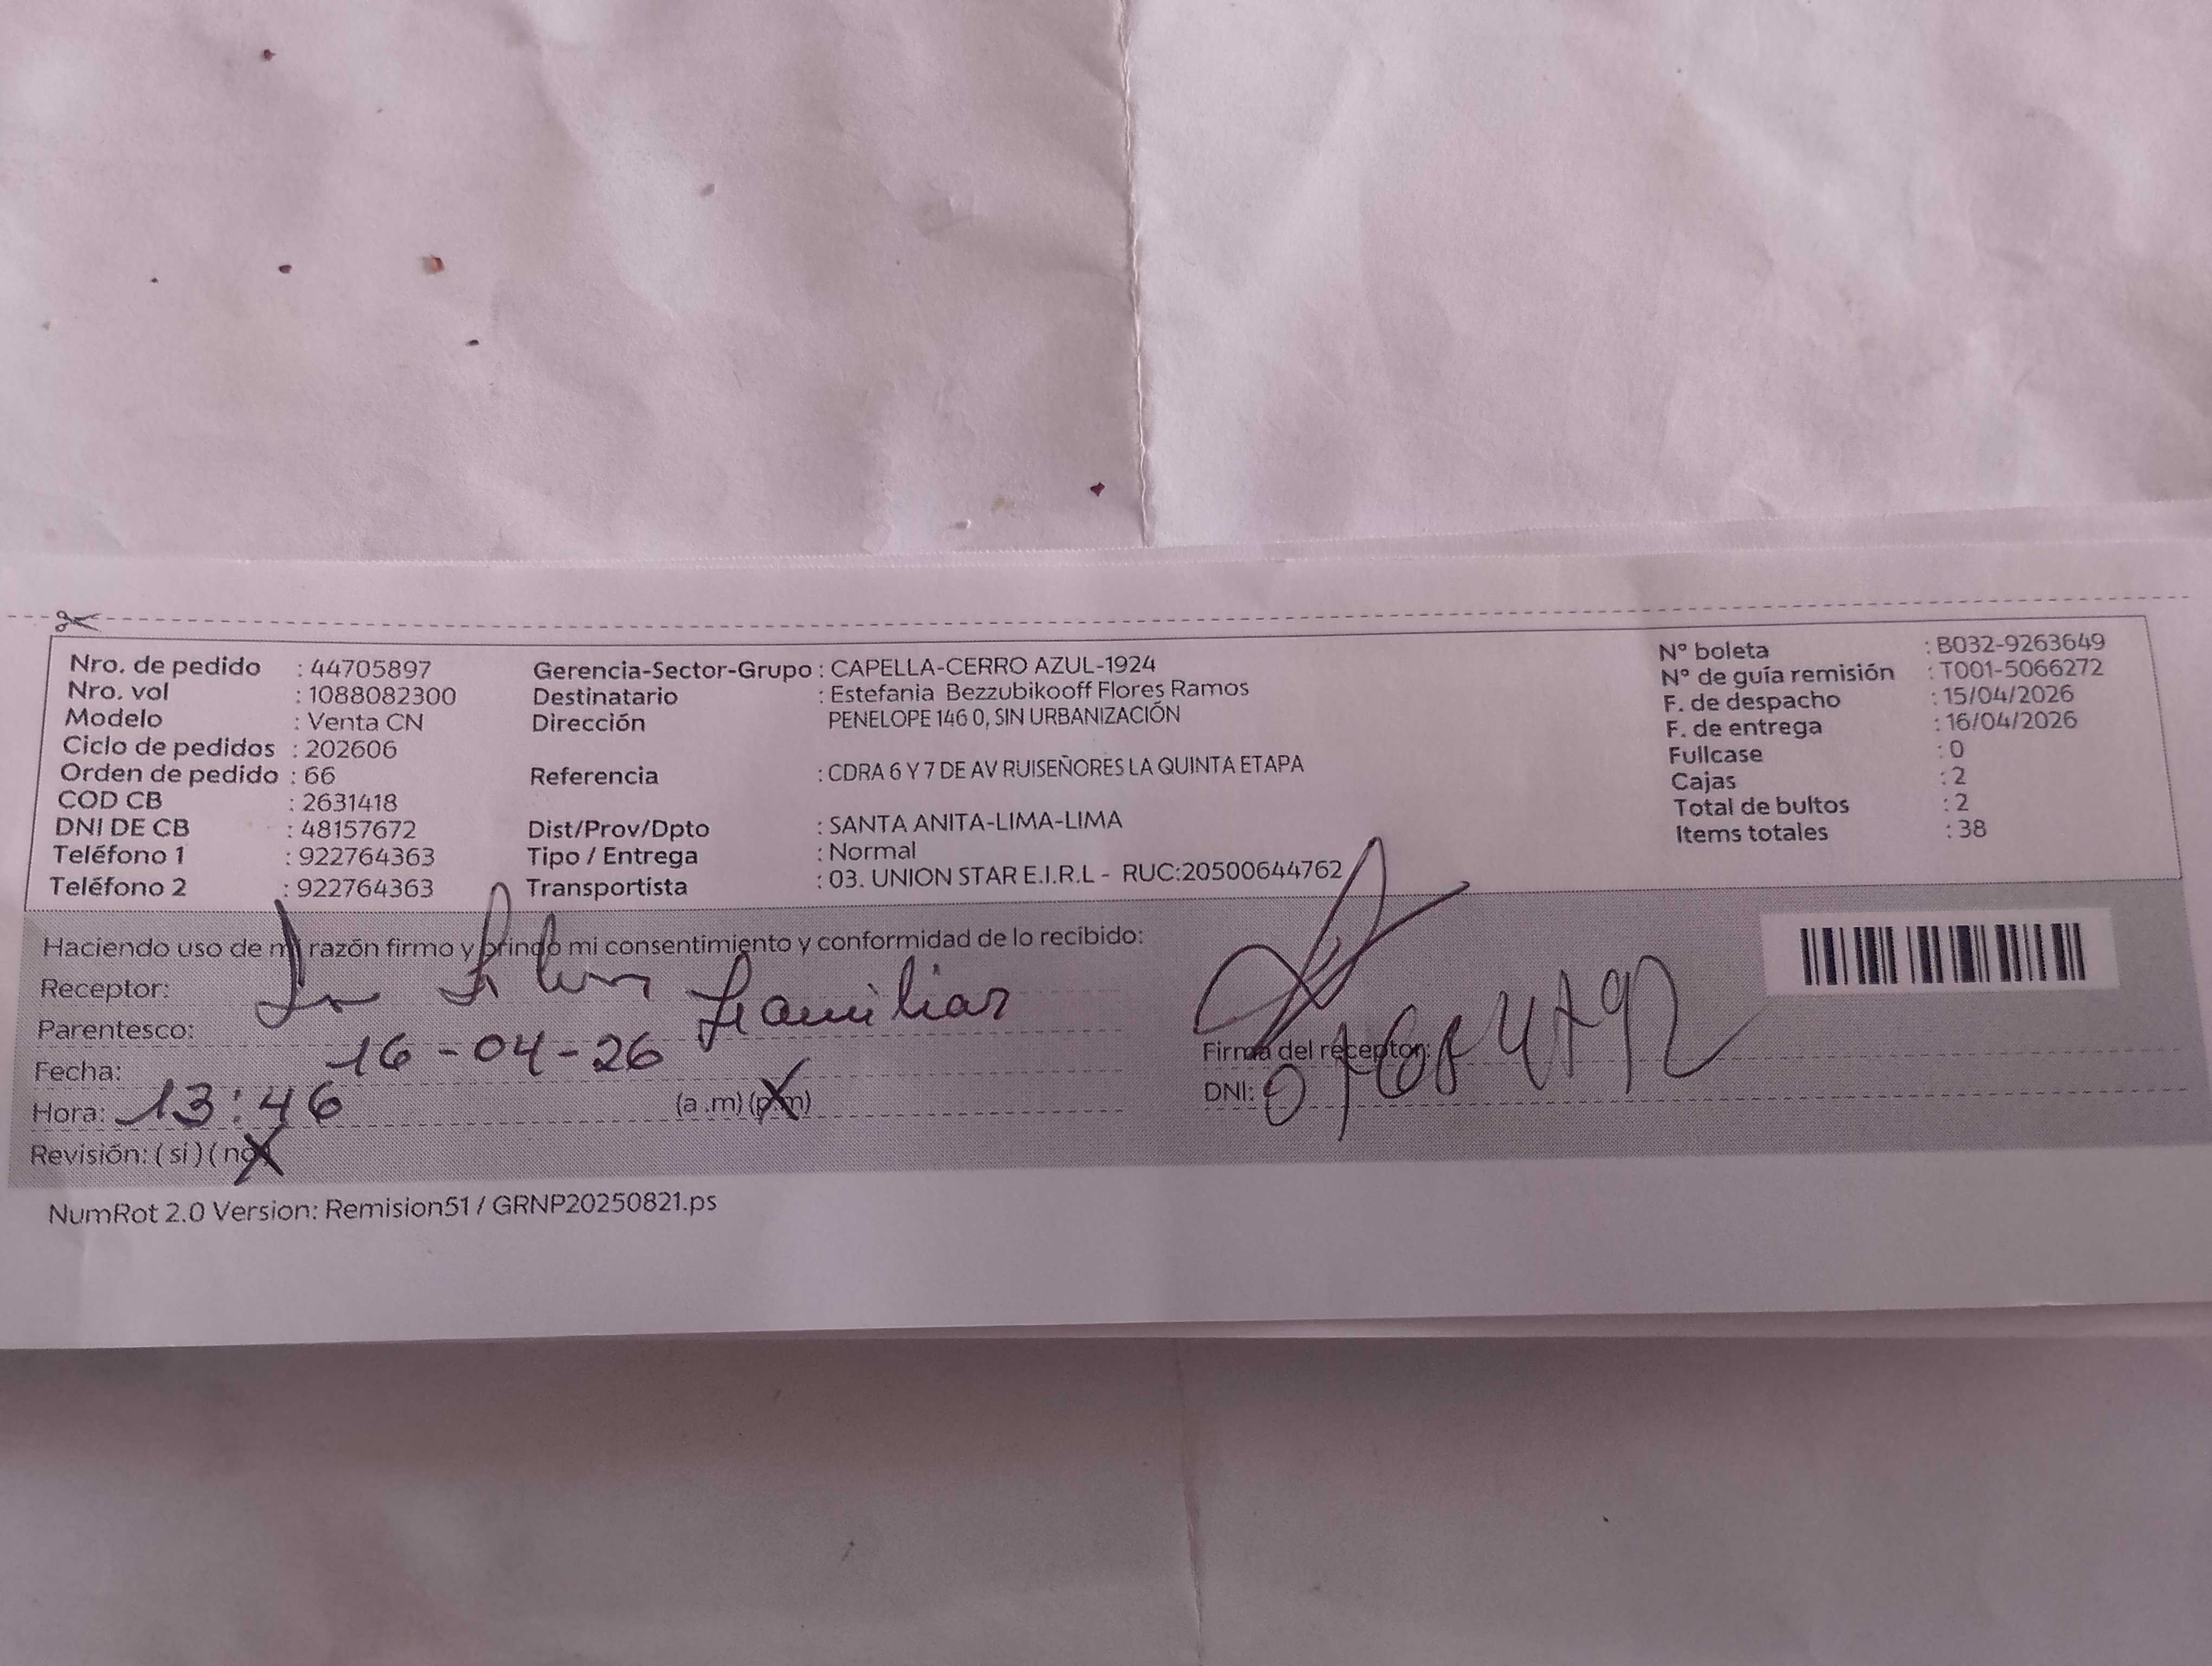 Nro. de pedido : 44705897
Nro. vol : 1088082300
Modelo : Venta CN
Ciclo de pedidos : 202606
Orden de pedido : 66
COD CB : 2631418
DNI DE CB : 48157672
Teléfono 1 : 922764363
Teléfono 2 : 922764363
Gerencia-Sector-Grupo : CAPELLA-CERRO AZUL-1924
Destinatario : Estefania Bezzubikooff Flores Ramos
Dirección PENELOPE 146 0, SIN URBANIZACIÓN
Referencia : CDRA 6 Y 7 DE AV RUISEÑORES LA QUINTA ETAPA
Dist/Prov/Dpto : SANTA ANITA-LIMA-LIMA
Tipo / Entrega : Normal
Transportista : 03. UNION STAR E.I.R.L - RUC:20500644762
N° boleta : B032-9263649
N° de guía remisión : T001-5066272
F. de despacho : 15/04/2026
F. de entrega : 16/04/2026
Fullcase : 0
Cajas : 2
Total de bultos : 2
Items totales : 38
Haciendo uso de mi razón firmo y brindo mi consentimiento y conformidad de lo recibido:
Receptor:
Parentesco: familiar
Fecha: 16-04-26
Hora: 13:46 (a .m) (p.m)
Revisión: ( si ) ( no )
Firma del receptor:
DNI:
NumRot 2.0 Version: Remision51 / GRNP20250821.ps